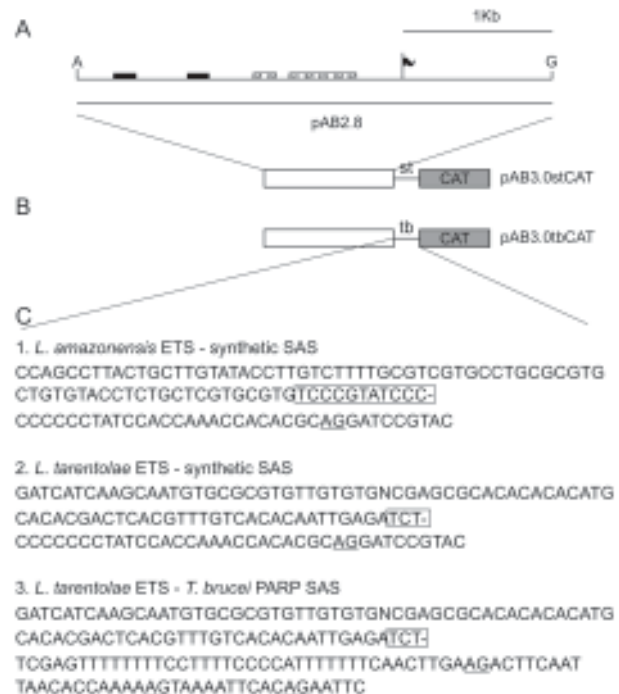 A
1Kb
A
G
pAB2.8
st
CAT
pAB3.0stCAT
B
tb
CAT
pAB3.0tbCAT
C
1. L. amazonensis ETS - synthetic SAS
CCAGCCTTACTGCTTGTATACCTTGTCTTTTGCGTCGTGCCTGCGCGTG
CTGTGTACCTCTGCTCGTGCGTGTCCCGTATCCC-
CCCCCCTATCCACCAAACCACACGCAGGATCCGTAC
2. L. tarentolae ETS - synthetic SAS
GATCATCAAGCAATGTGCGCGTGTTGTGTGNCGAGCGCACACACACATG
CACACGACTCACGTTTGTCACACAATTGAGATCT-
CCCCCCCTATCCACCAAACCACACGCAGGATCCGTAC
3. L. tarentolae ETS - T. brucei PARP SAS
GATCATCAAGCAATGTGCGCGTGTTGTGTGNCGAGCGCACACACACATG
CACACGACTCACGTTTGTCACACAATTGAGATCT-
TCGAGTTTTTTTTTCCTTTTCCCCATTTTTTTCAACTTGAAGACTTCAAT
TAACACCAAAAAGTAAAATTCACAGAATTC